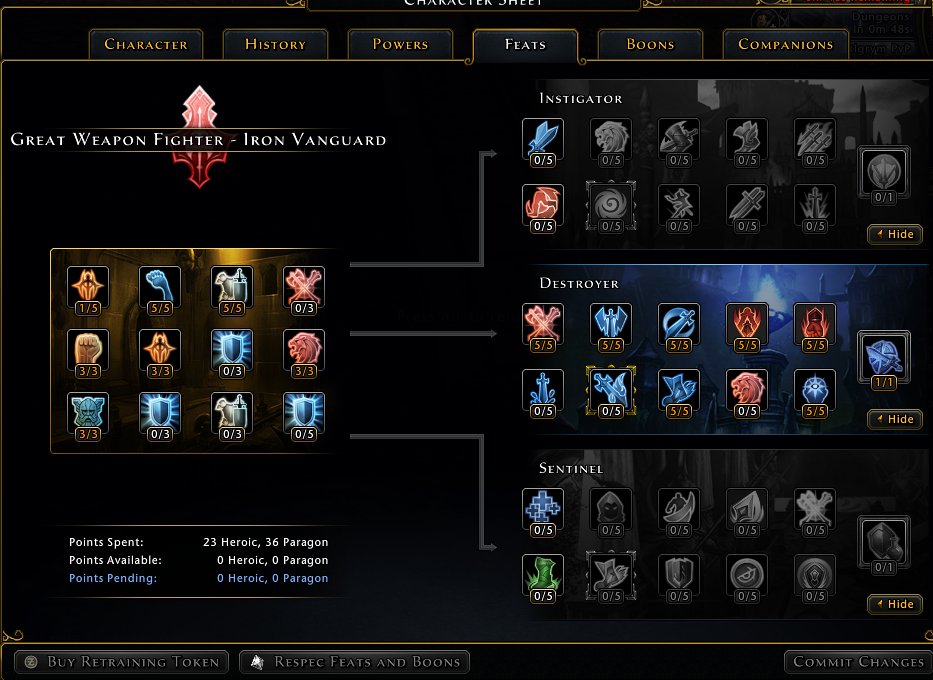 Character Sheet
Character History Powers Feats Boons Companions
Dungeons
in 0m 48s
Great Weapon Fighter - Iron Vanguard
Instigator
0/5 0/5 0/5 0/5 0/5
0/1
0/5 0/5 0/5 0/5 0/5
Hide
1/5 5/5 5/5 0/3
3/3 3/3 0/3 3/3
3/3 0/3 0/3 0/5
Destroyer
5/5 5/5 5/5 5/5 5/5
1/1
0/5 0/5 5/5 0/5 5/5
Hide
Sentinel
0/5 0/5 0/5 0/5 0/5
0/1
0/5 0/5 0/5 0/5 0/5
Hide
Points Spent: 23 Heroic, 36 Paragon
Points Available: 0 Heroic, 0 Paragon
Points Pending: 0 Heroic, 0 Paragon
Buy Retraining Token Respec Feats and Boons Commit Changes